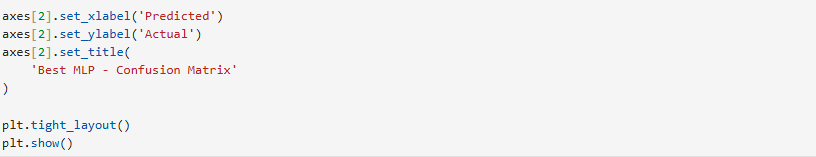 axes[2].set_xlabel('Predicted')
axes[2].set_ylabel('Actual')
axes[2].set_title(
    'Best MLP - Confusion Matrix'
)

plt.tight_layout()
plt.show()